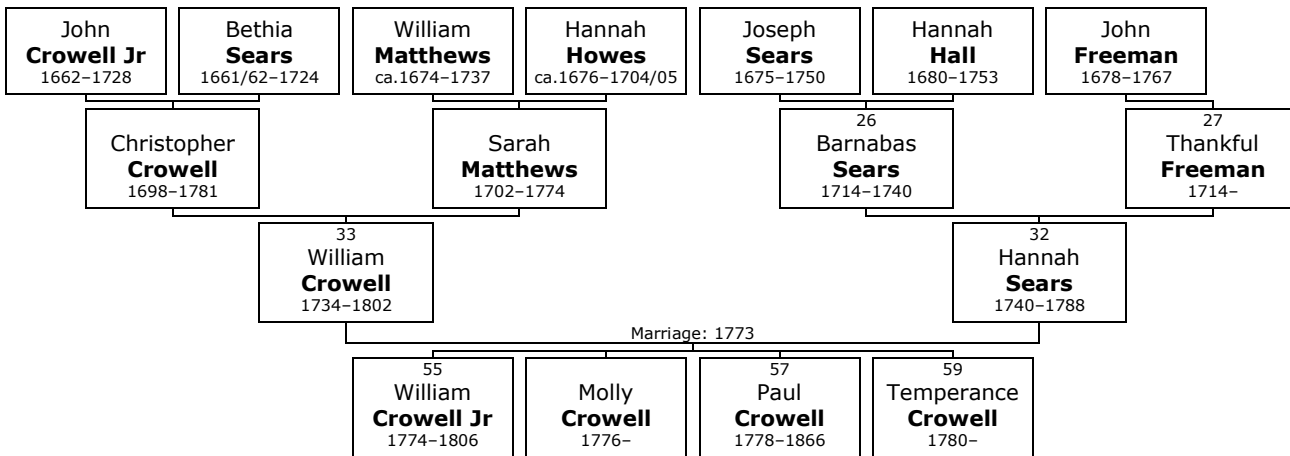 John
Crowell Jr
1662–1728
Bethia
Sears
1661/62–1724
William
Matthews
ca.1674–1737
Hannah
Howes
ca.1676–1704/05
Joseph
Sears
1675–1750
Hannah
Hall
1680–1753
John
Freeman
1678–1767
Christopher
Crowell
1698–1781
Sarah
Matthews
1702–1774
26
Barnabas
Sears
1714–1740
27
Thankful
Freeman
1714–
33
William
Crowell
1734–1802
32
Hannah
Sears
1740–1788
Marriage: 1773
55
William
Crowell Jr
1774–1806
Molly
Crowell
1776–
57
Paul
Crowell
1778–1866
59
Temperance
Crowell
1780–